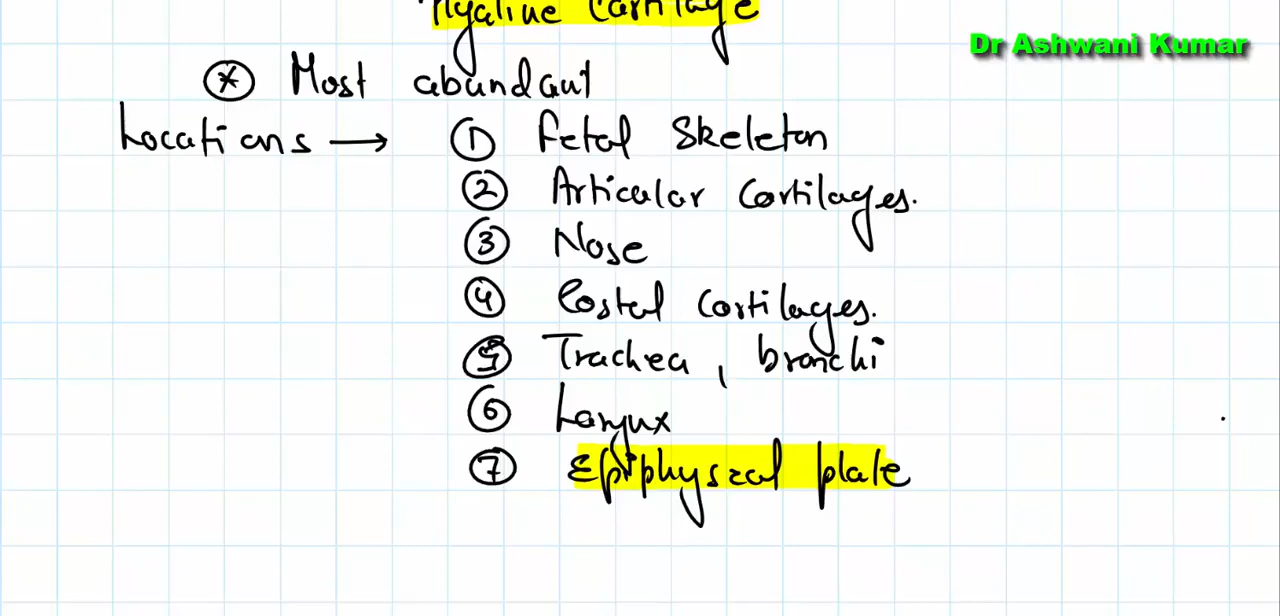 Hyaline Cartilage
Dr Ashwani Kumar
* Most abundant
Locations → 1 Fetal Skeleton
2 Articular Cartilages.
3 Nose
4 Costal Cartilages.
5 Trachea, bronchi
6 Larynx
7 Epiphyseal plate